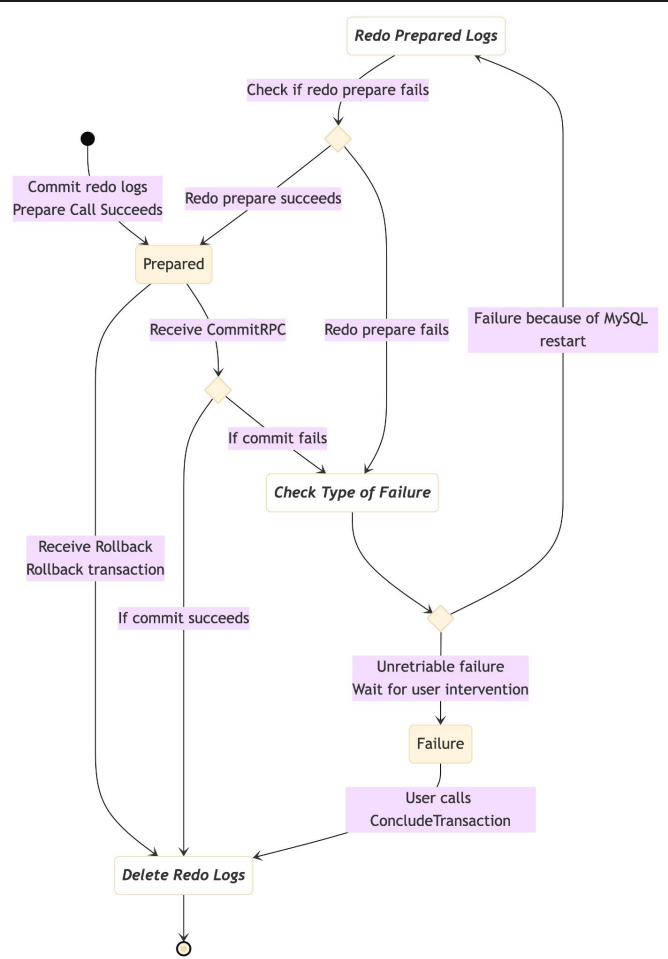 Redo Prepared Logs
Check if redo prepare fails
Commit redo logs
Prepare Call Succeeds
Redo prepare succeeds
Prepared
Receive CommitRPC
Redo prepare fails
Failure because of MySQL
restart
If commit fails
Check Type of Failure
Receive Rollback
Rollback transaction
If commit succeeds
Unretriable failure
Wait for user intervention
Failure
User calls
ConcludeTransaction
Delete Redo Logs